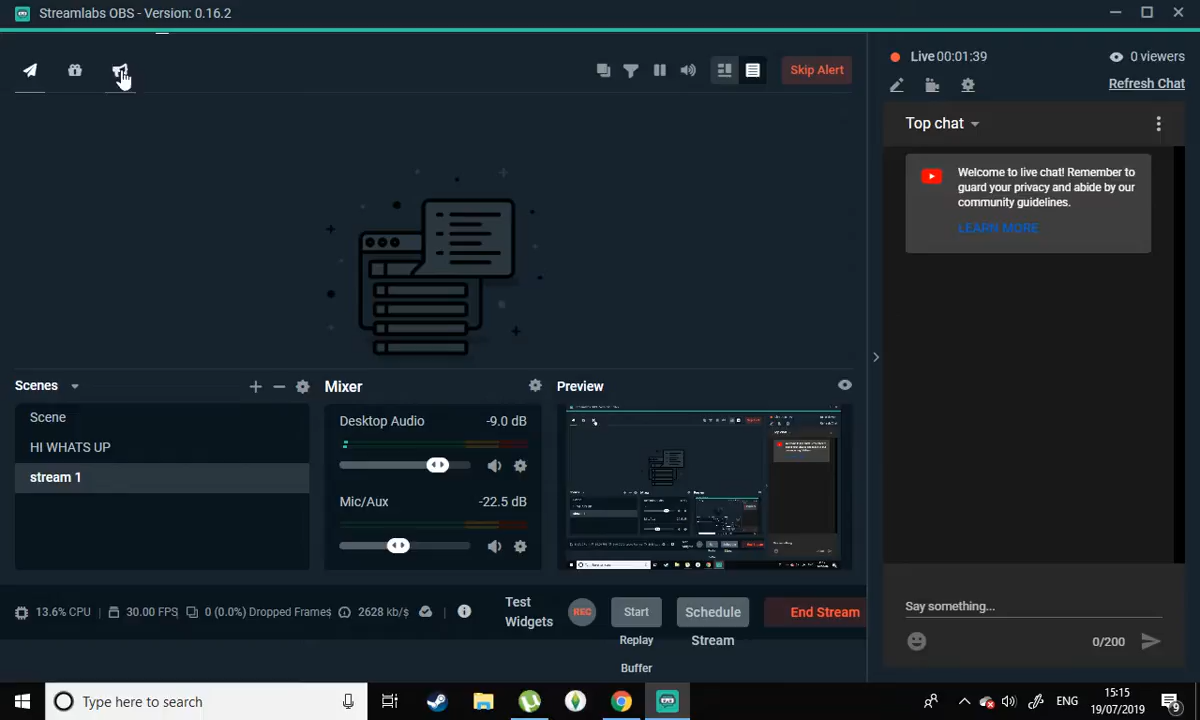 Streamlabs OBS - Version: 0.16.2
Skip Alert
Live 00:01:39
0 viewers
Refresh Chat
Top chat
Welcome to live chat! Remember to
guard your privacy and abide by our
community guidelines.
LEARN MORE
Scenes
Scene
HI WHATS UP
stream 1
Mixer
Desktop Audio
-9.0 dB
Mic/Aux
-22.5 dB
Preview
Say something...
0/200
13.6% CPU
30.00 FPS
0 (0.0%) Dropped Frames
2628 kb/s
Test
Widgets
REC
Start
Replay
Buffer
Schedule
Stream
End Stream
Type here to search
ENG
15:15
19/07/2019
9